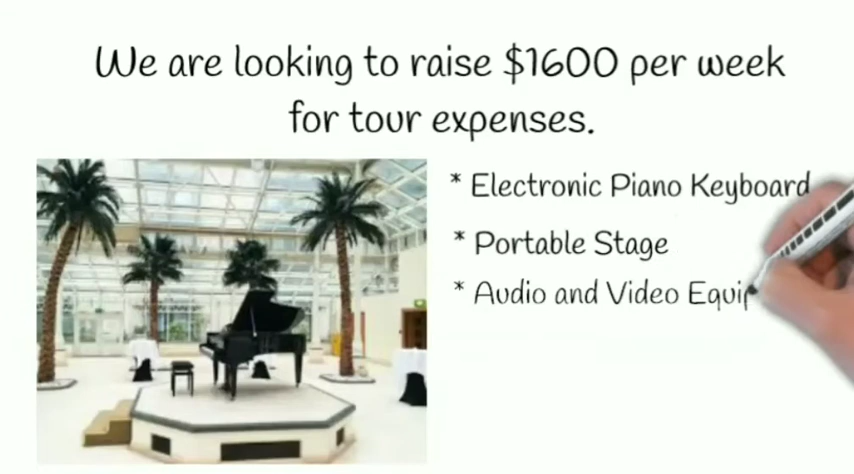 We are looking to raise $1600 per week
for tour expenses.
* Electronic Piano Keyboard
* Portable Stage
* Audio and Video Equip